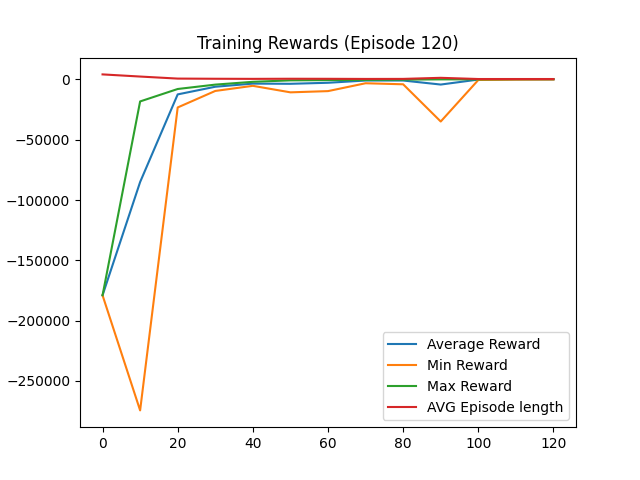 Training Rewards (Episode 120)
0
−50000
−100000
−150000
−200000
−250000
Average Reward
Min Reward
Max Reward
AVG Episode length
0 20 40 60 80 100 120